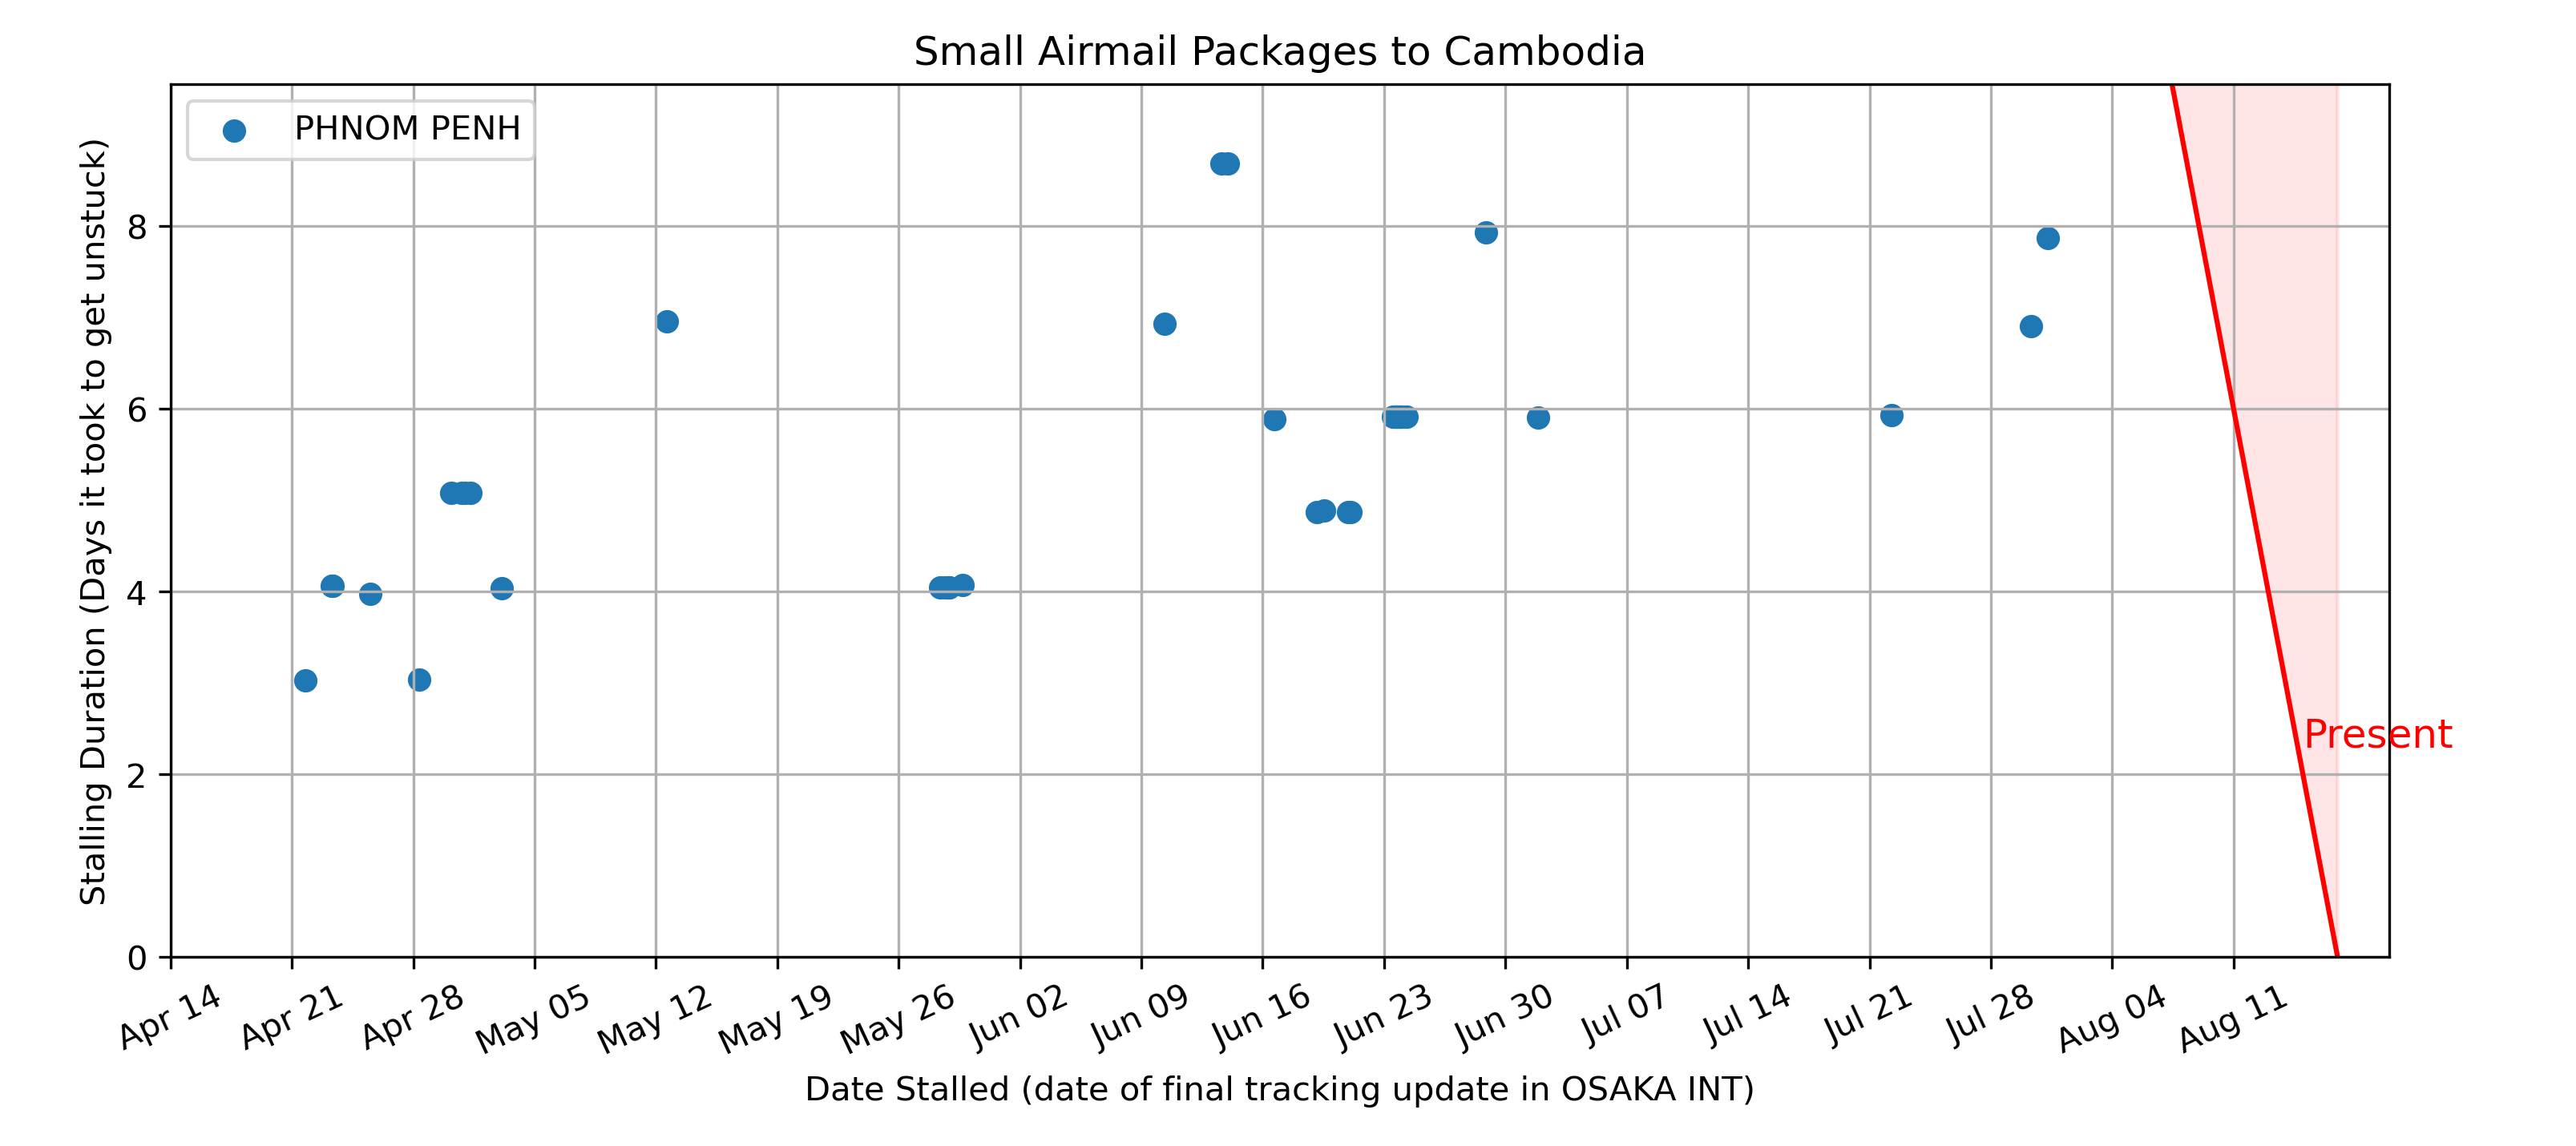 Small Airmail Packages to Cambodia
PHNOM PENH
Stalling Duration (Days it took to get unstuck)
8
6
4
2
0
Present
Apr 14
Apr 21
Apr 28
May 05
May 12
May 19
May 26
Jun 02
Jun 09
Jun 16
Jun 23
Jun 30
Jul 07
Jul 14
Jul 21
Jul 28
Aug 04
Aug 11
Date Stalled (date of final tracking update in OSAKA INT)